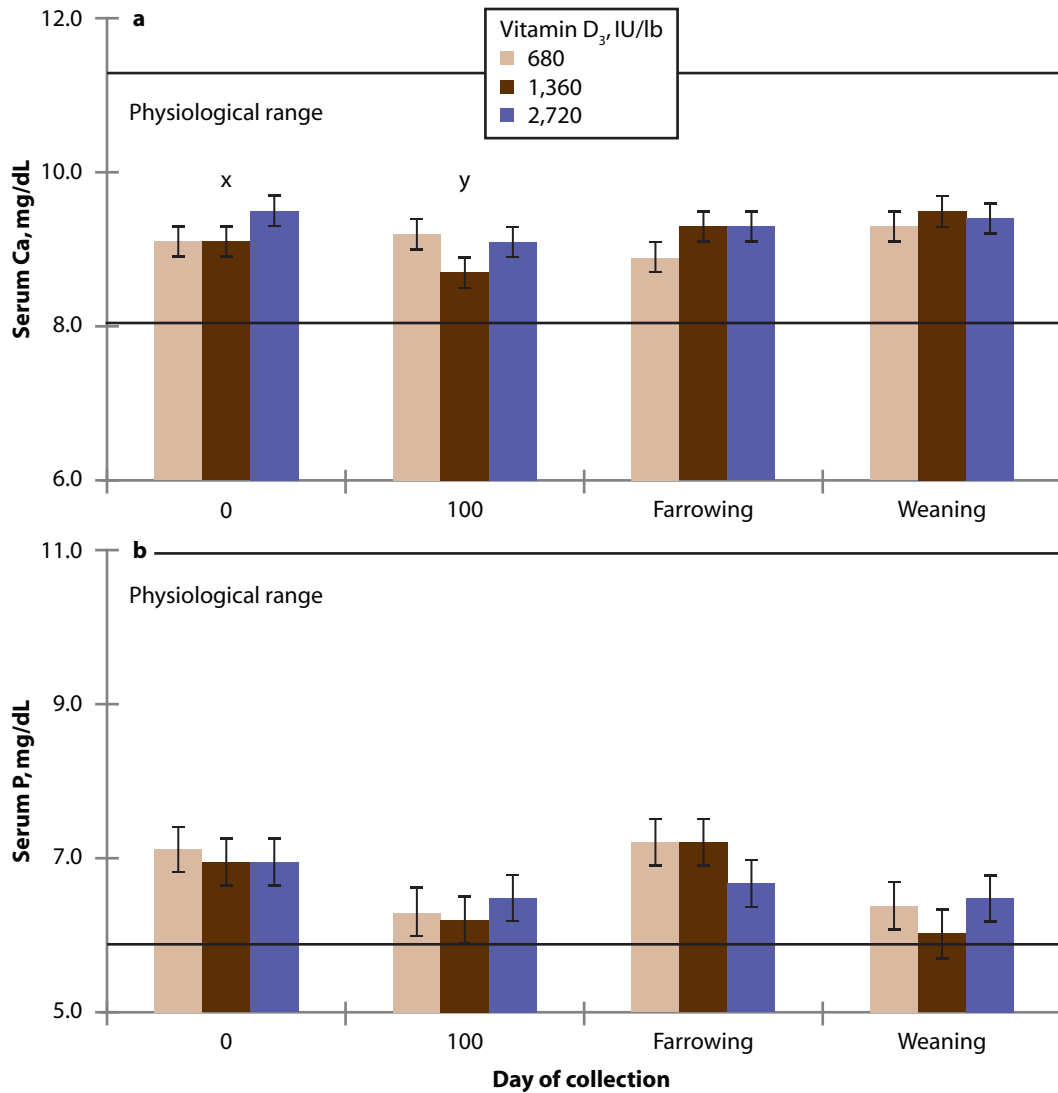 12.0
a
Vitamin D3, IU/lb
680
1,360
2,720
Physiological range
10.0
x
y
8.0
6.0
Serum Ca, mg/dL
0
100
Farrowing
Weaning
11.0
b
Physiological range
9.0
7.0
5.0
Serum P, mg/dL
0
100
Farrowing
Weaning
Day of collection